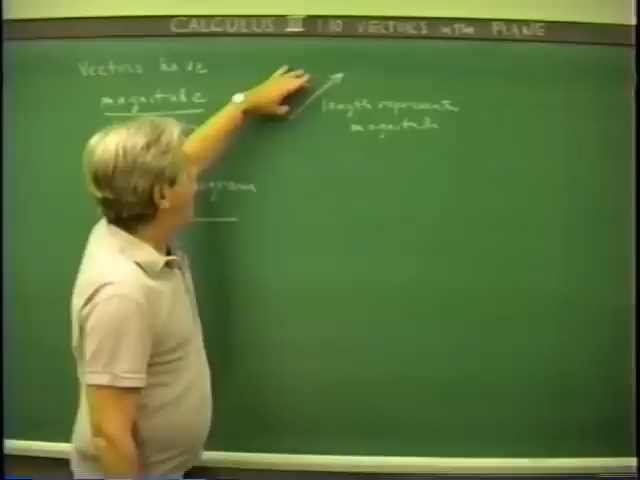 CALCULUS III 1.10 VECTORS in the PLANE
Vectors have
magnitude
length represents
magnitude